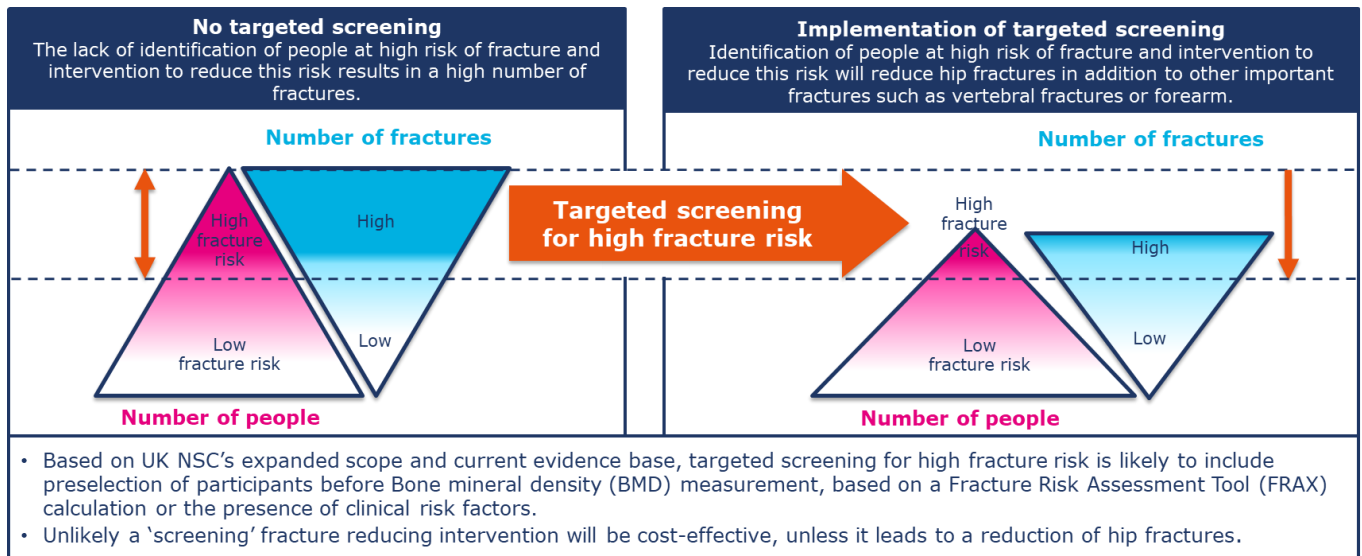 No targeted screening
The lack of identification of people at high risk of fracture and
intervention to reduce this risk results in a high number of
fractures.
Number of fractures
High
fracture
risk
High
Low
fracture risk
Low
Number of people
Targeted screening
for high fracture risk
Implementation of targeted screening
Identification of people at high risk of fracture and intervention to
reduce this risk will reduce hip fractures in addition to other important
fractures such as vertebral fractures or forearm.
Number of fractures
High
fracture
risk
High
Low
fracture risk
Low
Number of people
• Based on UK NSC’s expanded scope and current evidence base, targeted screening for high fracture risk is likely to include
preselection of participants before Bone mineral density (BMD) measurement, based on a Fracture Risk Assessment Tool (FRAX)
calculation or the presence of clinical risk factors.
• Unlikely a ‘screening’ fracture reducing intervention will be cost-effective, unless it leads to a reduction of hip fractures.